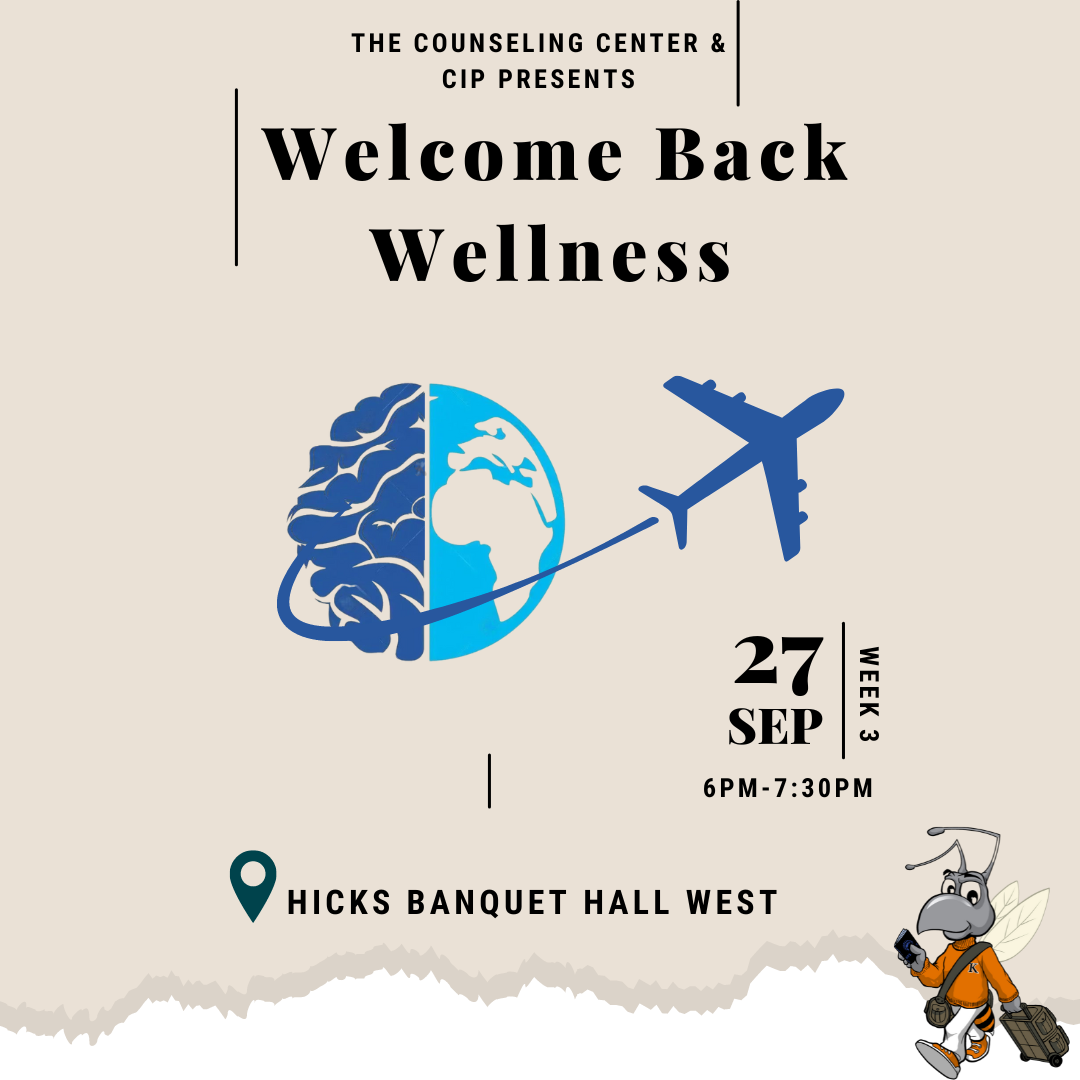 THE COUNSELING CENTER &
CIP PRESENTS
Welcome Back
Wellness
27
SEP
WEEK 3
6PM-7:30PM
HICKS BANQUET HALL WEST
K